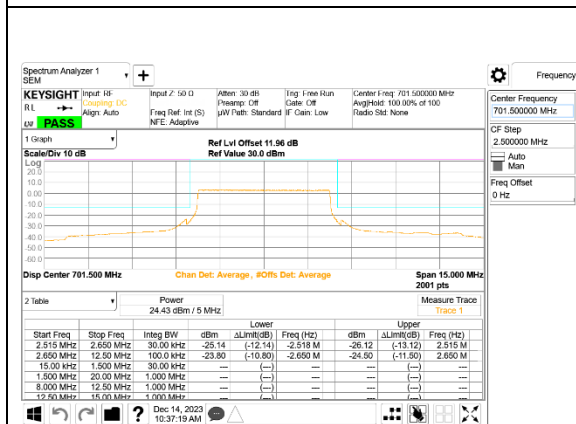 Spectrum Analyzer 1
SEM
Frequency
KEYSIGHT Input: RF Input Z: 50 Ω Atten: 30 dB Trig: Free Run Center Freq: 701.500000 MHz
R L Coupling: DC Preamp: Off Gate: Off Avg|Hold: 100.00% of 100
Align: Auto Freq Ref: Int (S) µW Path: Standard IF Gain: Low Radio Std: None
PASS NFE: Adaptive
Center Frequency
701.500000 MHz
CF Step
2.500000 MHz
Auto
Man
Freq Offset
0 Hz
1 Graph
Ref Lvl Offset 11.96 dB
Scale/Div 10 dB Ref Value 30.0 dBm
Log
20.0
10.0
0.00
-10.0
-20.0
-30.0
-40.0
-50.0
-60.0
Disp Center 701.500 MHz Chan Det: Average, #Offs Det: Average Span 15.000 MHz
2001 pts
2 Table Power Measure Trace
24.43 dBm / 5 MHz Trace 1
Lower Upper
Start Freq Stop Freq Integ BW dBm ΔLimit(dB) Freq (Hz) dBm ΔLimit(dB) Freq (Hz)
2.515 MHz 2.650 MHz 30.00 kHz -25.14 (-12.14) -2.518 M -26.12 (-13.12) 2.515 M
2.650 MHz 12.50 MHz 100.0 kHz -23.80 (-10.80) -2.650 M -24.50 (-11.50) 2.650 M
15.00 kHz 1.500 MHz 30.00 kHz --- (---) --- --- (---) ---
1.500 MHz 20.00 MHz 1.000 MHz --- (---) --- --- (---) ---
8.000 MHz 12.50 MHz 1.000 MHz --- (---) --- --- (---) ---
12.50 MHz 15.00 MHz 1.000 MHz --- (---) --- --- (---) ---
Dec 14, 2023
10:37:19 AM